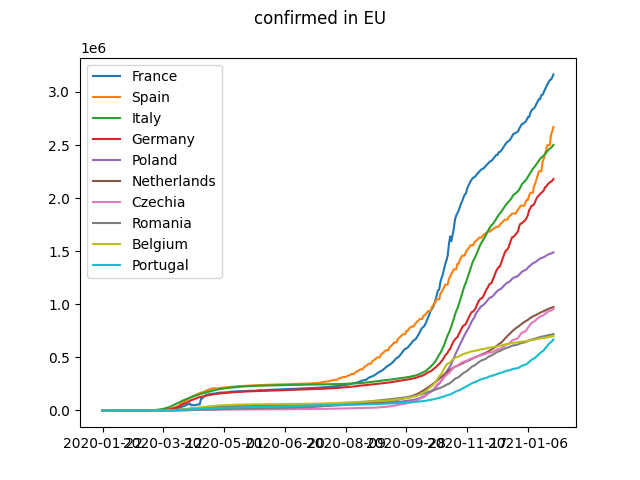 confirmed in EU
1e6
3.0
2.5
2.0
1.5
1.0
0.5
0.0
France
Spain
Italy
Germany
Poland
Netherlands
Czechia
Romania
Belgium
Portugal
2020-01-22 2020-03-12 2020-05-01 2020-06-20 2020-08-09 2020-09-28 2020-11-17 2021-01-06